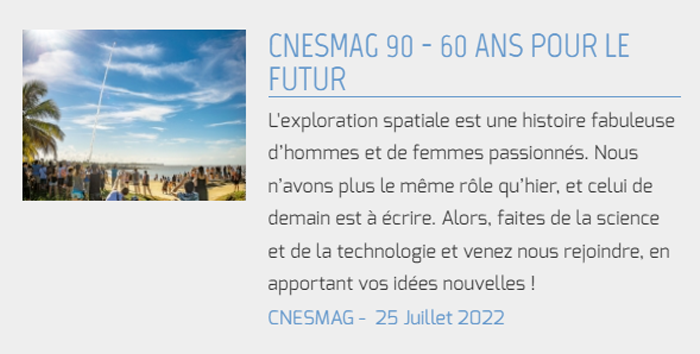 CNESMAG 90 - 60 ANS POUR LE
FUTUR
L'exploration spatiale est une histoire fabuleuse
d'hommes et de femmes passionnés. Nous
n'avons plus le même rôle qu'hier, et celui de
demain est à écrire. Alors, faites de la science
et de la technologie et venez nous rejoindre, en
apportant vos idées nouvelles !
CNESMAG - 25 Juillet 2022